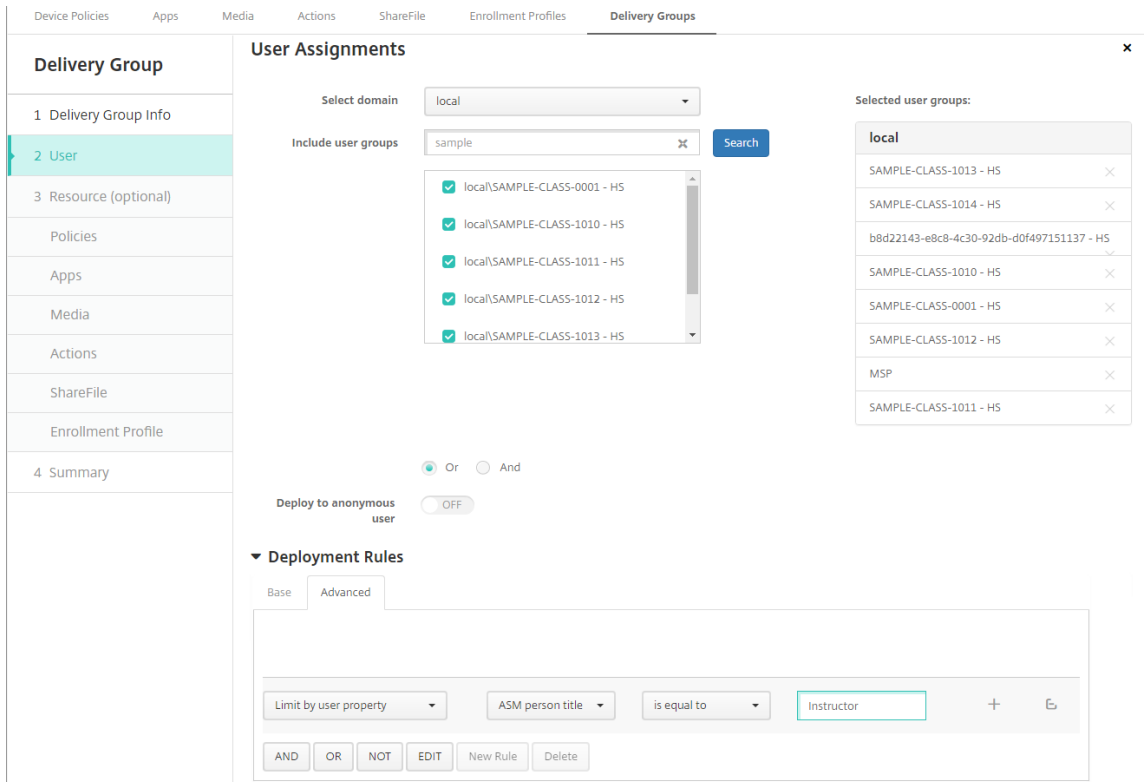 Device Policies Apps Media Actions ShareFile Enrollment Profiles Delivery Groups
Delivery Group
1 Delivery Group Info
2 User
3 Resource (optional)
Policies
Apps
Media
Actions
ShareFile
Enrollment Profile
4 Summary
User Assignments
Select domain local
Include user groups sample Search
local\SAMPLE-CLASS-0001 - HS
local\SAMPLE-CLASS-1010 - HS
local\SAMPLE-CLASS-1011 - HS
local\SAMPLE-CLASS-1012 - HS
local\SAMPLE-CLASS-1013 - HS
Selected user groups:
local
SAMPLE-CLASS-1013 - HS
SAMPLE-CLASS-1014 - HS
b8d22143-e8c8-4c30-92db-d0f497151137 - HS
SAMPLE-CLASS-1010 - HS
SAMPLE-CLASS-0001 - HS
SAMPLE-CLASS-1012 - HS
MSP
SAMPLE-CLASS-1011 - HS
Or And
Deploy to anonymous
user
OFF
Deployment Rules
Base Advanced
Limit by user property ASM person title is equal to Instructor
AND OR NOT EDIT New Rule Delete